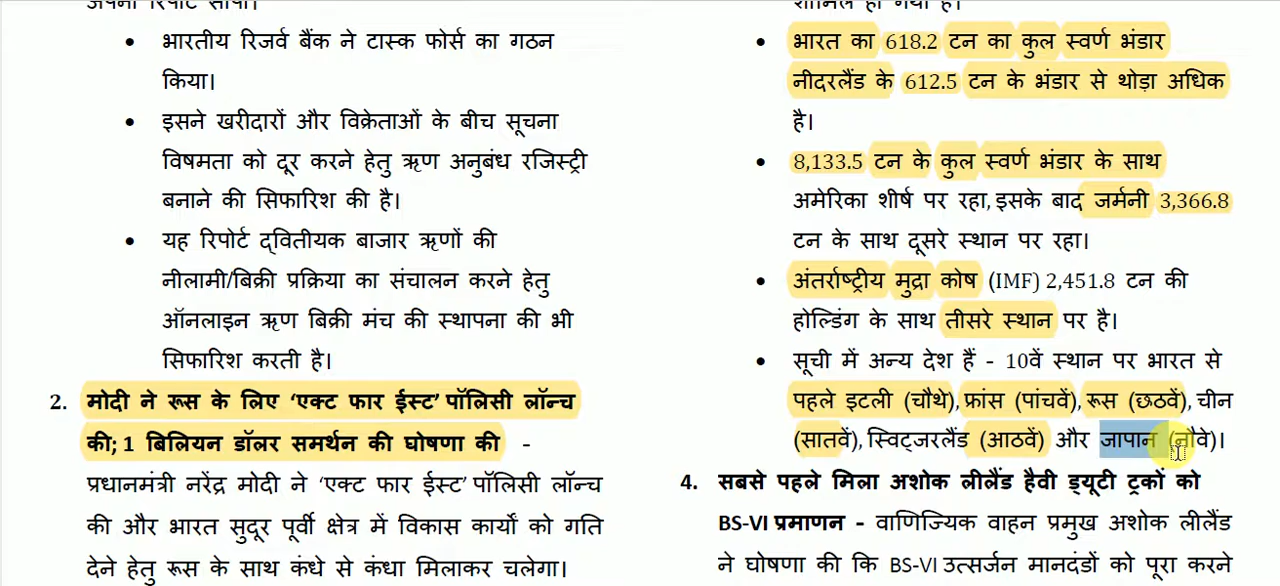 अपनी रिपोर्ट सौंपी।
• भारतीय रिजर्व बैंक ने टास्क फोर्स का गठन
किया।
• इसने खरीदारों और विक्रेताओं के बीच सूचना
विषमता को दूर करने हेतु ऋण अनुबंध रजिस्ट्री
बनाने की सिफारिश की है।
• यह रिपोर्ट द्वितीयक बाजार ऋणों की
नीलामी/बिक्री प्रक्रिया का संचालन करने हेतु
ऑनलाइन ऋण बिक्री मंच की स्थापना की भी
सिफारिश करती है।
2. मोदी ने रूस के लिए ‘एक्ट फार ईस्ट’ पॉलिसी लॉन्च
की; 1 बिलियन डॉलर समर्थन की घोषणा की -
प्रधानमंत्री नरेंद्र मोदी ने ‘एक्ट फार ईस्ट’ पॉलिसी लॉन्च
की और भारत सुदूर पूर्वी क्षेत्र में विकास कार्यों को गति
देने हेतु रूस के साथ कंधे से कंधा मिलाकर चलेगा।
शामिल हो गया है।
• भारत का 618.2 टन का कुल स्वर्ण भंडार
नीदरलैंड के 612.5 टन के भंडार से थोड़ा अधिक
है।
• 8,133.5 टन के कुल स्वर्ण भंडार के साथ
अमेरिका शीर्ष पर रहा, इसके बाद जर्मनी 3,366.8
टन के साथ दूसरे स्थान पर रहा।
• अंतर्राष्ट्रीय मुद्रा कोष (IMF) 2,451.8 टन की
होल्डिंग के साथ तीसरे स्थान पर है।
• सूची में अन्य देश हैं - 10वें स्थान पर भारत से
पहले इटली (चौथे), फ्रांस (पांचवें), रूस (छठवें), चीन
(सातवें), स्विट्जरलैंड (आठवें) और जापान (नौवे)।
4. सबसे पहले मिला अशोक लीलैंड हैवी ड्यूटी ट्रकों को
BS-VI प्रमाणन - वाणिज्यिक वाहन प्रमुख अशोक लीलैंड
ने घोषणा की कि BS-VI उत्सर्जन मानदंडों को पूरा करने